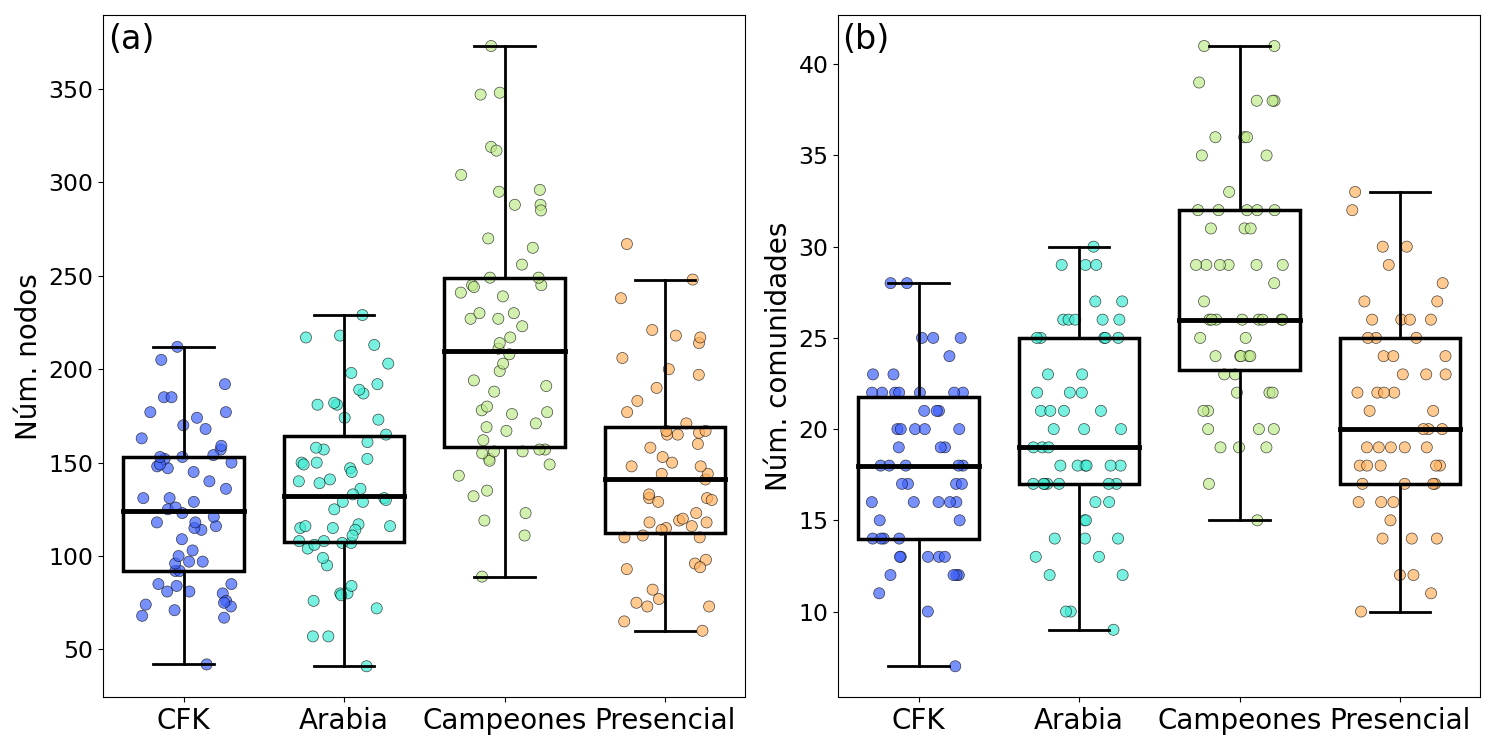 (a)
Núm. nodos
350
300
250
200
150
100
50
CFK Arabia Campeones Presencial
(b)
Núm. comunidades
40
35
30
25
20
15
10
CFK Arabia Campeones Presencial